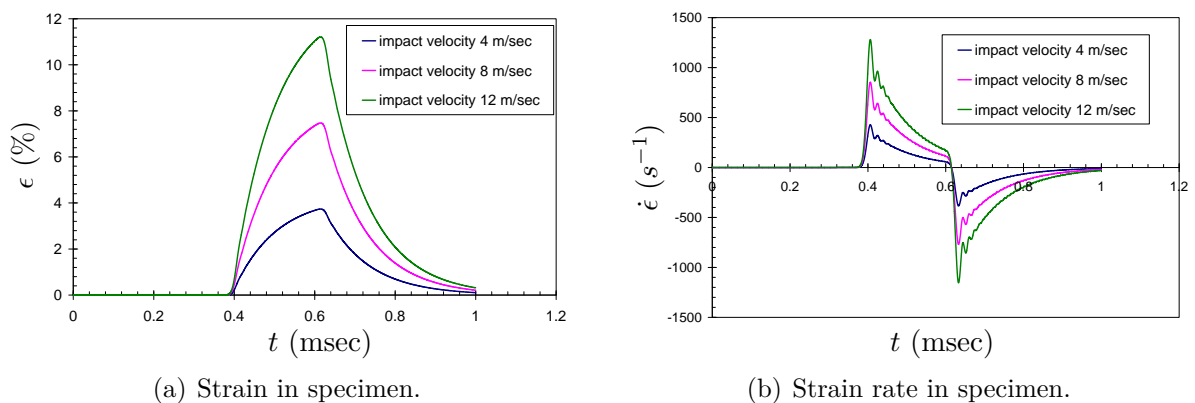 12
10
8
6
4
2
0
ϵ (%)
impact velocity 4 m/sec
impact velocity 8 m/sec
impact velocity 12 m/sec
0 0.2 0.4 0.6 0.8 1 1.2
t (msec)
(a) Strain in specimen.
1500
1000
500
0
-500
-1000
-1500
ϵ̇ (s⁻¹)
impact velocity 4 m/sec
impact velocity 8 m/sec
impact velocity 12 m/sec
0 0.2 0.4 0.6 0.8 1 1.2
t (msec)
(b) Strain rate in specimen.